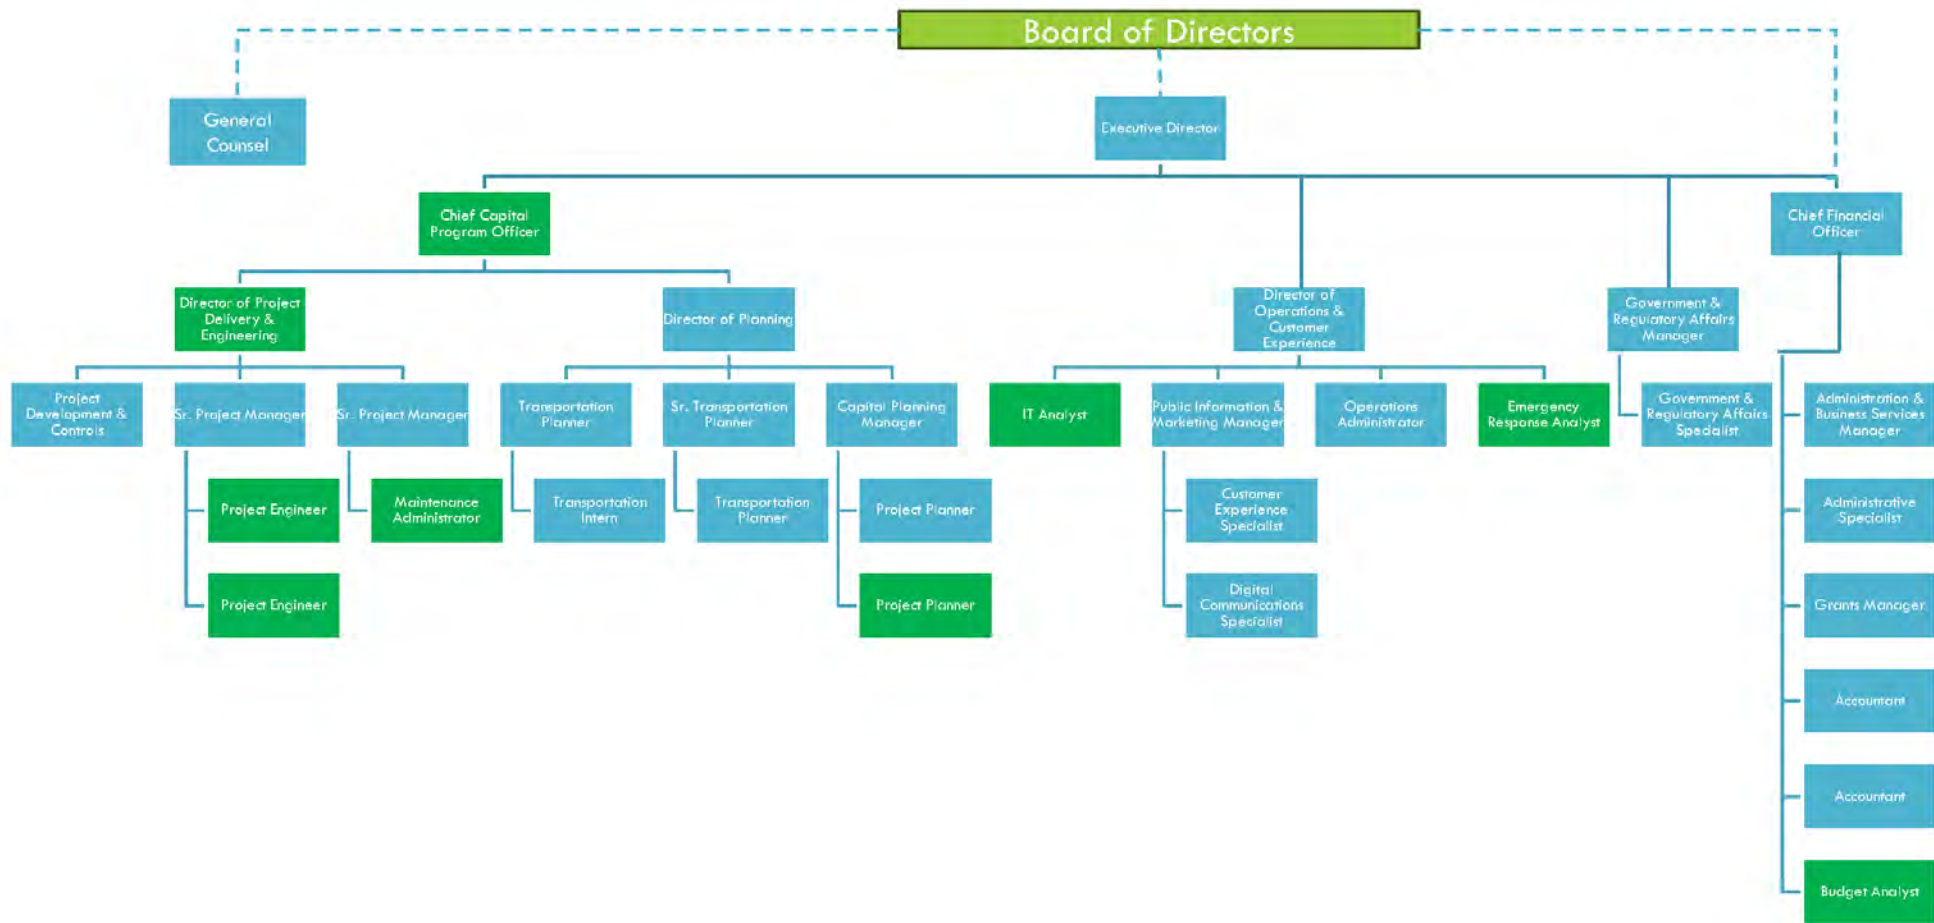 Board of Directors
General
Counsel
Executive Director
Chief Capital
Program Officer
Chief Financial
Officer
Director of Project
Delivery &
Engineering
Director of Planning
Director of
Operations &
Customer
Experience
Government &
Regulatory Affairs
Manager
Project
Development &
Controls
Sr. Project Manager
Sr. Project Manager
Transportation
Planner
Sr. Transportation
Planner
Capital Planning
Manager
IT Analyst
Public Information &
Marketing Manager
Operations
Administrator
Emergency
Response Analyst
Government &
Regulatory Affairs
Specialist
Administration &
Business Services
Manager
Project Engineer
Maintenance
Administrator
Transportation
Intern
Transportation
Planner
Project Planner
Customer
Experience
Specialist
Administrative
Specialist
Project Engineer
Project Planner
Digital
Communications
Specialist
Grants Manager
Accountant
Accountant
Budget Analyst